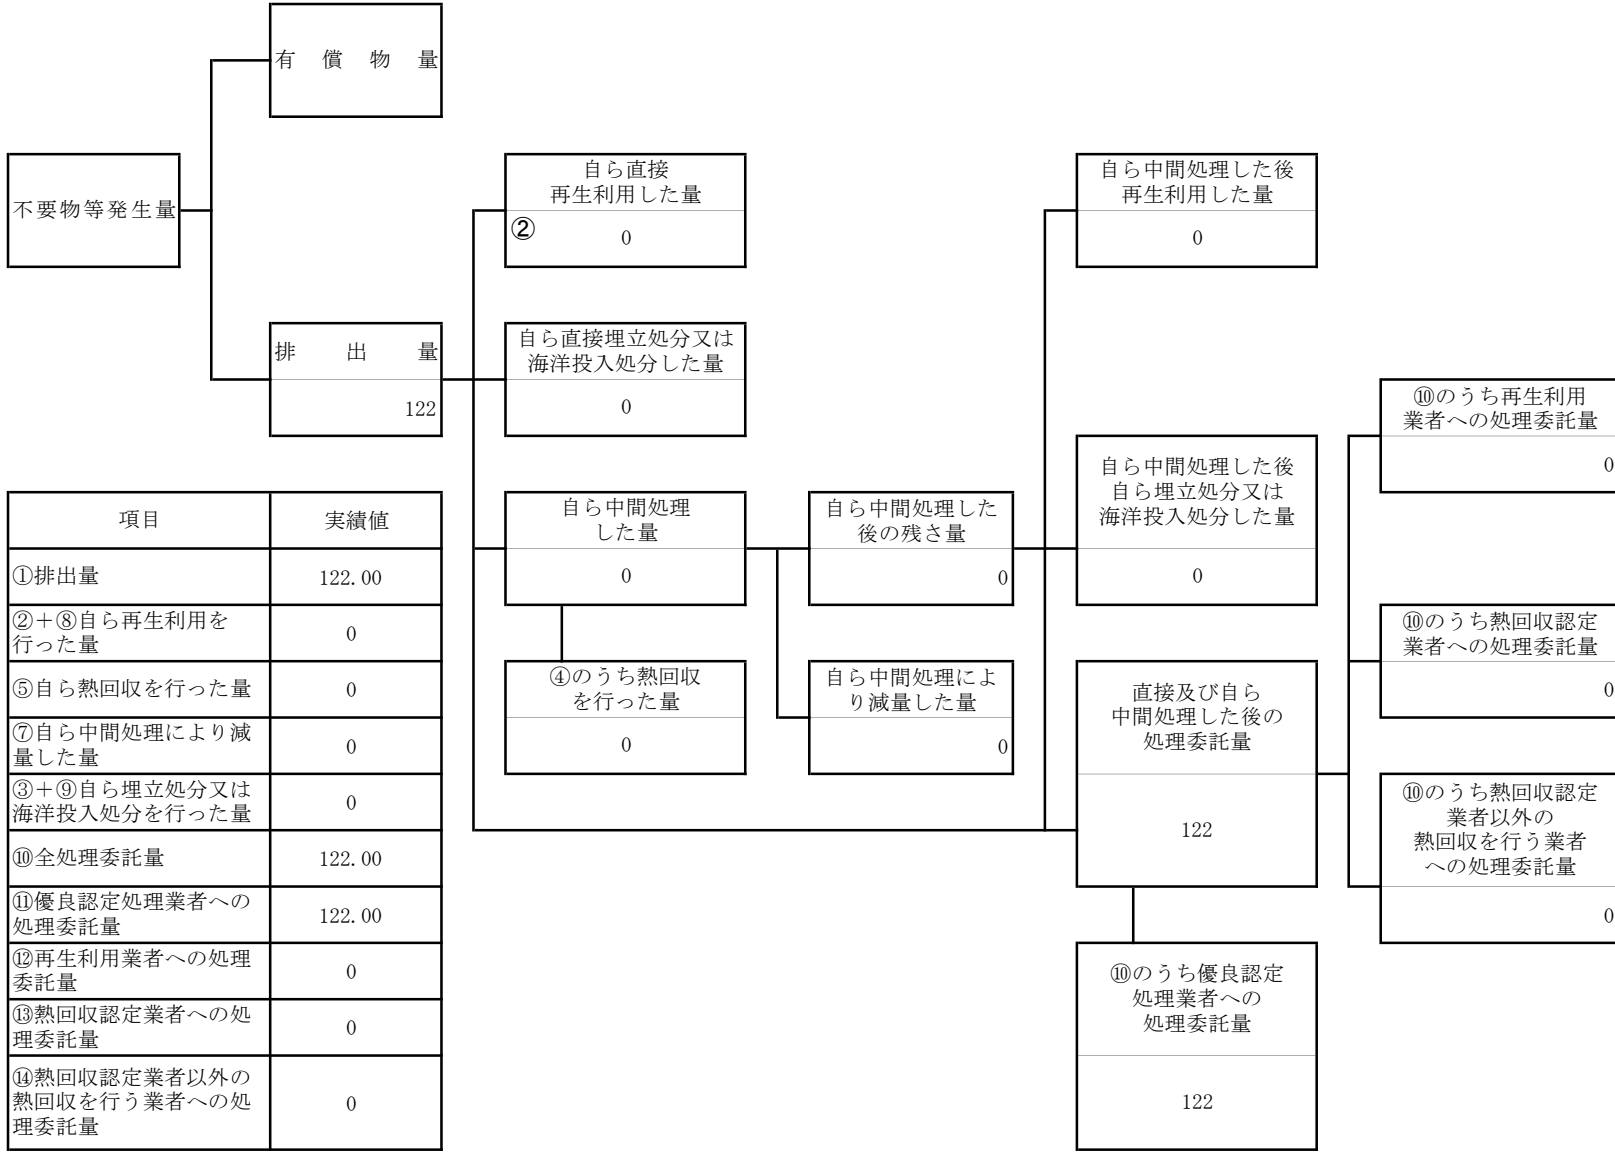 有償物量
不要物等発生量
自ら直接
再生利用した量
②
0
自ら中間処理した後
再生利用した量
0
排出量
122
自ら直接埋立処分又は
海洋投入処分した量
0
⑩のうち再生利用
業者への処理委託量
0
自ら中間処理
した量
0
自ら中間処理した
後の残さ量
0
自ら中間処理した後
自ら埋立処分又は
海洋投入処分した量
0
⑩のうち熱回収認定
業者への処理委託量
0
④のうち熱回収
を行った量
0
自ら中間処理によ
り減量した量
0
直接及び自ら
中間処理した後の
処理委託量
122
⑩のうち熱回収認定
業者以外の
熱回収を行う業者
への処理委託量
0
⑩のうち優良認定
処理業者への
処理委託量
122
項目 実績値
①排出量 122.00
②+⑧自ら再生利用を
行った量 0
⑤自ら熱回収を行った量 0
⑦自ら中間処理により減
量した量 0
③+⑨自ら埋立処分又は
海洋投入処分を行った量 0
⑩全処理委託量 122.00
⑪優良認定処理業者への
処理委託量 122.00
⑫再生利用業者への処理
委託量 0
⑬熱回収認定業者への処
理委託量 0
⑭熱回収認定業者以外の
熱回収を行う業者への処
理委託量 0